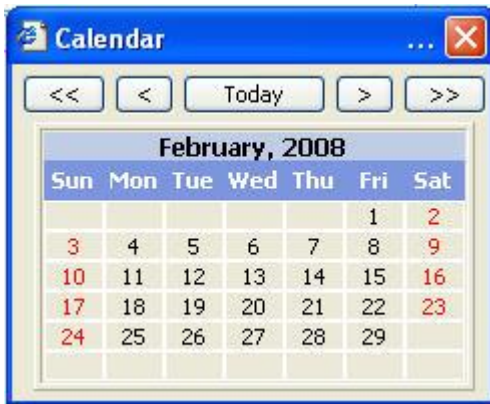 Calendar ...
<< < Today > >>
February, 2008
Sun Mon Tue Wed Thu Fri Sat
1 2
3 4 5 6 7 8 9
10 11 12 13 14 15 16
17 18 19 20 21 22 23
24 25 26 27 28 29